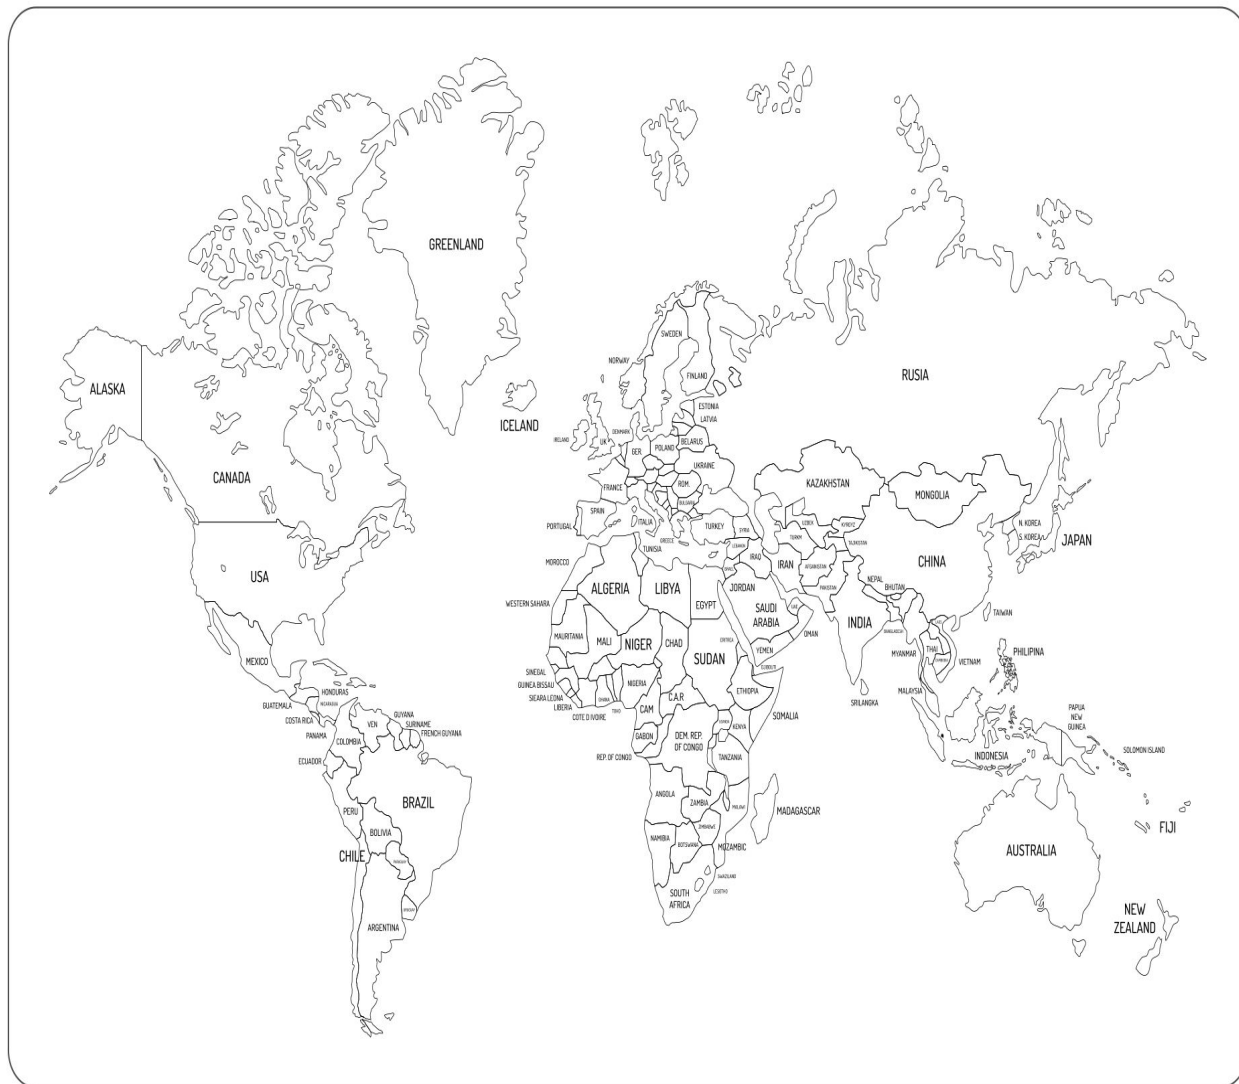 GREENLAND
ALASKA
CANADA
USA
MEXICO
GUATEMALA
HONDURAS
NICARAGUA
COSTA RICA
PANAMA
VEN
GUYANA
SURINAME
FRENCH GUYANA
COLOMBIA
ECUADOR
BRAZIL
PERU
BOLIVIA
CHILE
PARAGUAY
URUGUAY
ARGENTINA
ICELAND
NORWAY
SWEDEN
FINLAND
ESTONIA
LATVIA
DENMARK
IRELAND
UK
GER.
POLAND
BELARUS
UKRAINE
FRANCE
ROM.
BULGARIA
SPAIN
PORTUGAL
ITALIA
GREECE
TURKEY
RUSIA
KAZAKHSTAN
MONGOLIA
UZBEK
KYRGYZ
TURKM
TAJIKISTAN
SYRIA
LEBANON
IRAQ
IRAN
AFGANISTAN
PAKISTAN
ISRAEL
JORDAN
SAUDI
ARABIA
UAE
OMAN
YEMEN
CHINA
N. KOREA
S. KOREA
JAPAN
NEPAL
BHUTAN
INDIA
BANGLADESH
TAIWAN
MYANMAR
THAI
VIETNAM
PHILIPINA
SRILANGKA
MALAYSIA
INDONESIA
PAPUA
NEW
GUINEA
SOLOMON ISLAND
FIJI
AUSTRALIA
NEW
ZEALAND
MOROCCO
TUNISIA
ALGERIA
LIBYA
EGYPT
WESTERN SAHARA
MAURITANIA
MALI
NIGER
CHAD
SUDAN
ERITREA
DJIBOUTI
SINEGAL
GUINEA BISSAU
SIEARA LEONA
LIBERIA
COTE D IVOIRE
GHANA
TOGO
NIGERIA
CAM
C.A.R
ETHIOPIA
SOMALIA
GABON
REP. OF CONGO
DEM. REP.
OF CONGO
KENYA
TANZANIA
ANGOLA
ZAMBIA
MALAWI
ZIMBABWE
NAMIBIA
BOTSWANA
MOZAMBIC
MADAGASCAR
SWAZILAND
LESOTHO
SOUTH
AFRICA